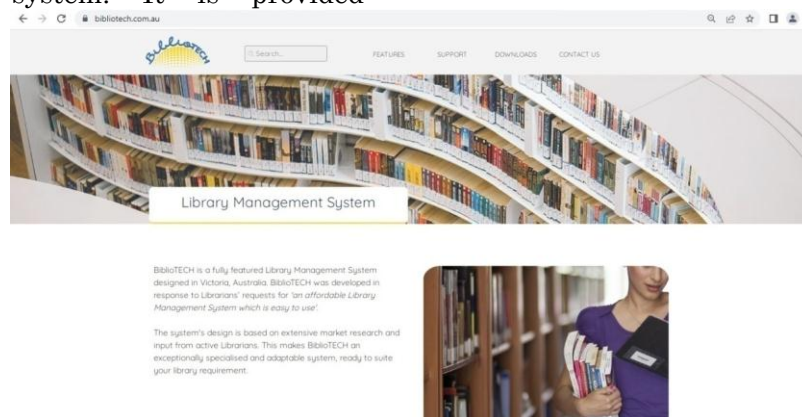 system. It is provided
bibliotech.com.au
BiblioTECH
Search...
FEATURES SUPPORT DOWNLOADS CONTACT US
Library Management System
BiblioTECH is a fully featured Library Management System
designed in Victoria, Australia. BiblioTECH was developed in
response to Librarians' requests for 'an affordable Library
Management System which is easy to use'.
The system's design is based on extensive market research and
input from active Librarians. This makes BiblioTECH an
exceptionally specialised and adaptable system, ready to suite
your library requirement.